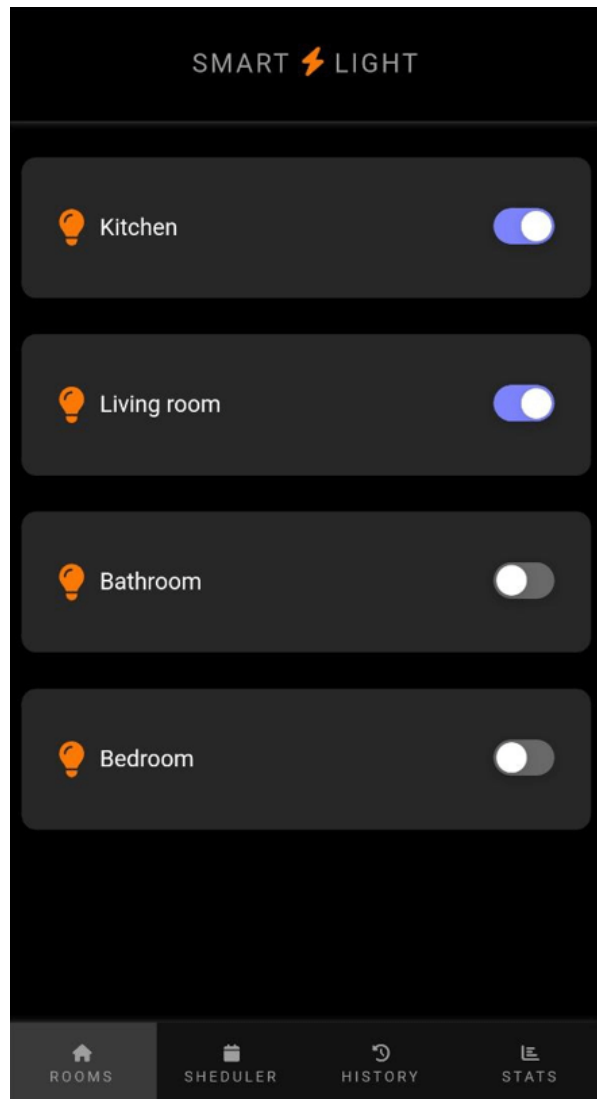 SMART LIGHT
Kitchen
Living room
Bathroom
Bedroom
ROOMS SHEDULER HISTORY STATS